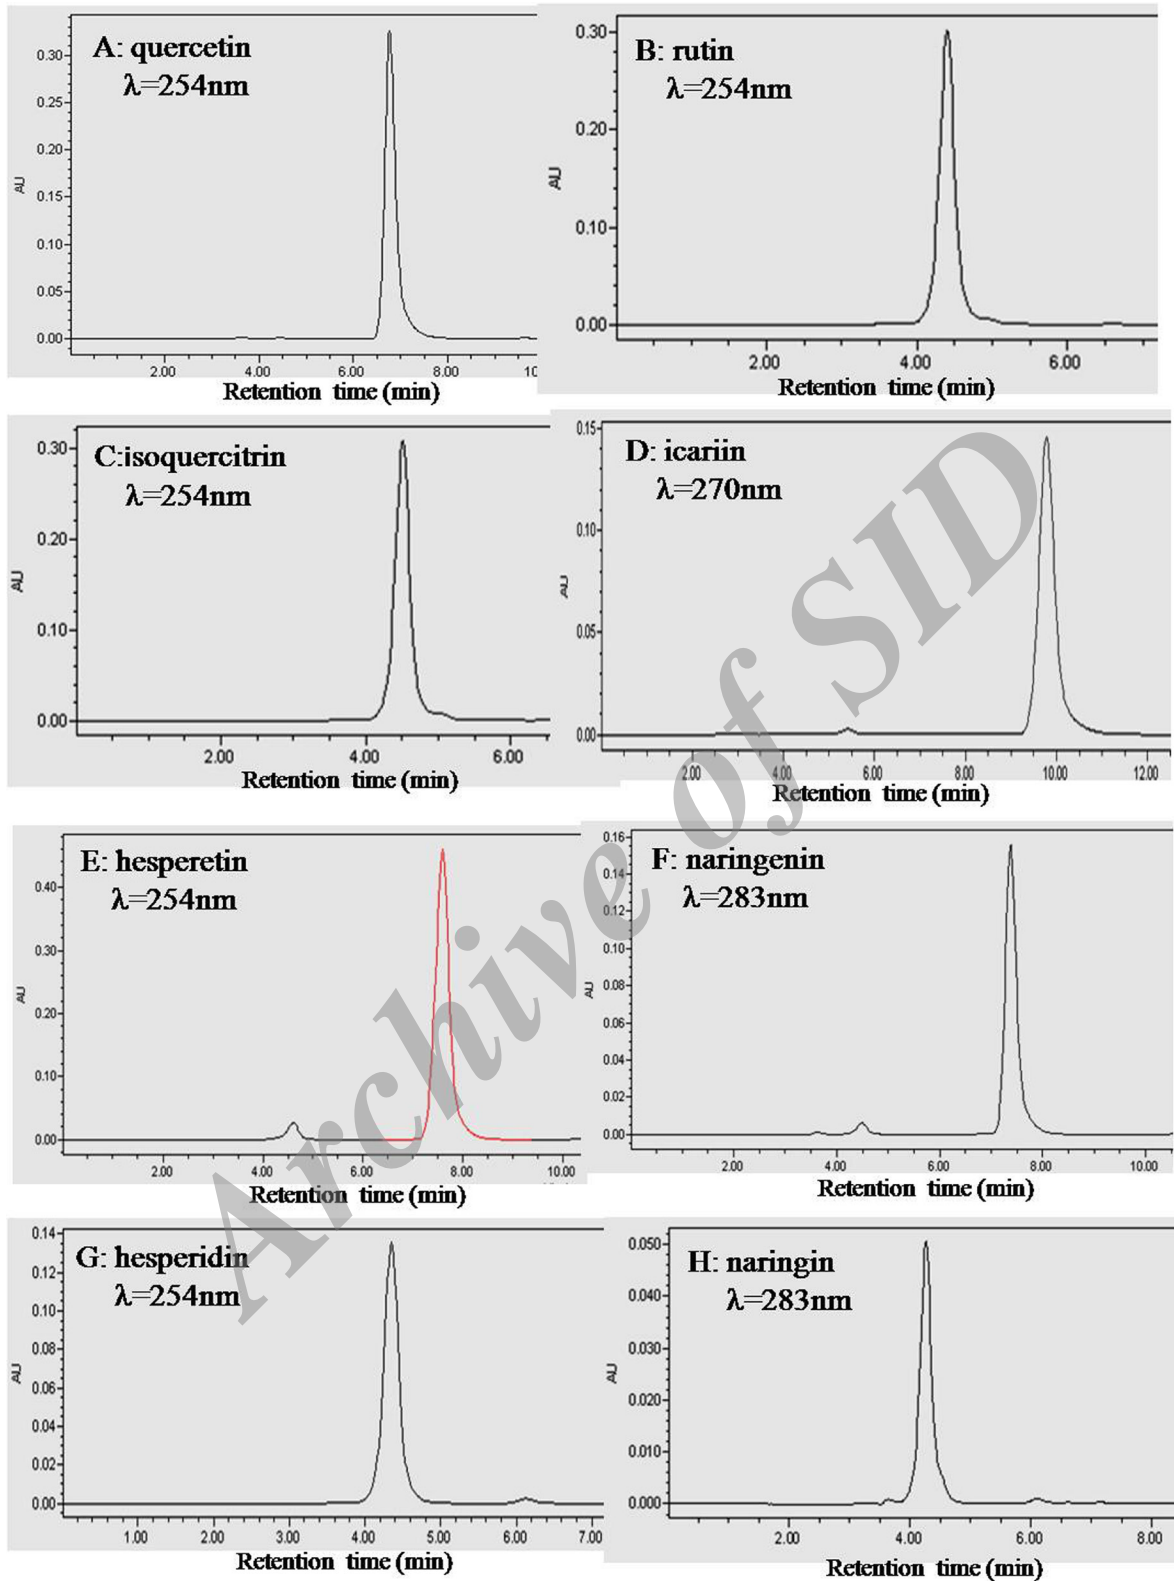 A: quercetin
λ=254nm
0.30
0.25
0.20
0.15
0.10
0.05
0.00
AU
2.00 4.00 6.00 8.00 10
Retention time (min)
B: rutin
λ=254nm
0.30
0.20
0.10
0.00
AU
2.00 4.00 6.00
Retention time (min)
C:isoquercitrin
λ=254nm
0.30
0.20
0.10
0.00
AU
2.00 4.00 6.00
Retention time (min)
D: icariin
λ=270nm
0.15
0.10
0.05
0.00
AU
2.00 4.00 6.00 8.00 10.00 12.00
Retention time (min)
E: hesperetin
λ=254nm
0.40
0.30
0.20
0.10
0.00
AU
2.00 4.00 6.00 8.00 10.00
Retention time (min)
F: naringenin
λ=283nm
0.16
0.14
0.12
0.10
0.08
0.06
0.04
0.02
0.00
AU
2.00 4.00 6.00 8.00 10.00
Retention time (min)
G: hesperidin
λ=254nm
0.14
0.12
0.10
0.08
0.06
0.04
0.02
0.00
AU
1.00 2.00 3.00 4.00 5.00 6.00 7.00
Retention time (min)
H: naringin
λ=283nm
0.050
0.040
0.030
0.020
0.010
0.000
AU
2.00 4.00 6.00 8.00
Retention time (min)
Archive of SID